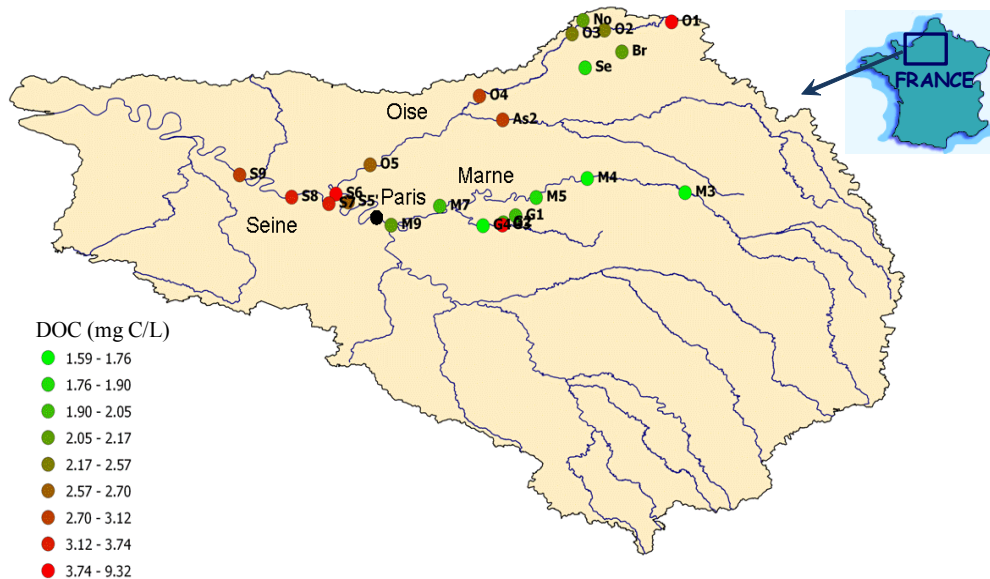 No
O1
O2
O3
Br
Se
FRANCE
O4
Oise
As2
O5
Marne
M4
S9
M3
S6
S8
Paris
M5
S7
S5
M7
G1
Seine
M9
G4
DOC (mg C/L)
1.59 - 1.76
1.76 - 1.90
1.90 - 2.05
2.05 - 2.17
2.17 - 2.57
2.57 - 2.70
2.70 - 3.12
3.12 - 3.74
3.74 - 9.32